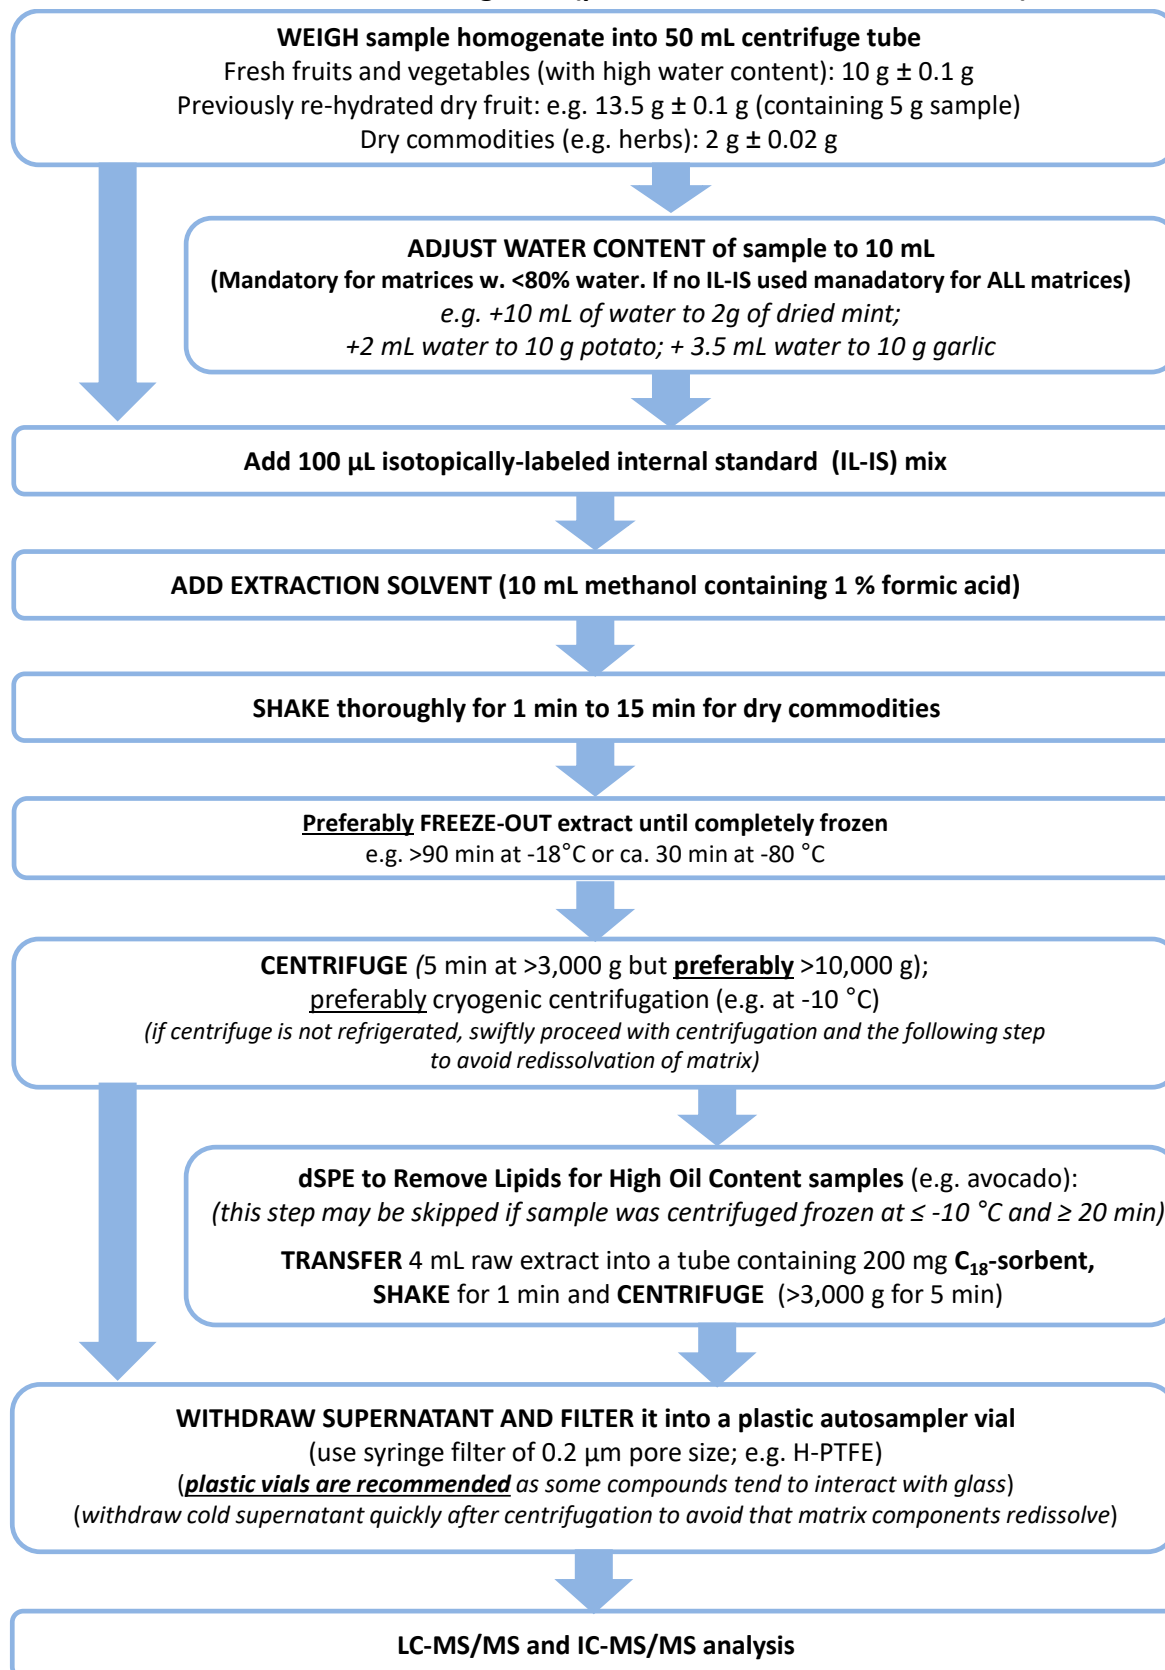 WEIGH sample homogenate into 50 mL centrifuge tube
Fresh fruits and vegetables (with high water content): 10 g ± 0.1 g
Previously re-hydrated dry fruit: e.g. 13.5 g ± 0.1 g (containing 5 g sample)
Dry commodities (e.g. herbs): 2 g ± 0.02 g
ADJUST WATER CONTENT of sample to 10 mL
(Mandatory for matrices w. <80% water. If no IL-IS used manadatory for ALL matrices)
e.g. +10 mL of water to 2g of dried mint;
+2 mL water to 10 g potato; + 3.5 mL water to 10 g garlic
Add 100 µL isotopically-labeled internal standard (IL-IS) mix
ADD EXTRACTION SOLVENT (10 mL methanol containing 1 % formic acid)
SHAKE thoroughly for 1 min to 15 min for dry commodities
Preferably FREEZE-OUT extract until completely frozen
e.g. >90 min at -18°C or ca. 30 min at -80 °C
CENTRIFUGE (5 min at >3,000 g but preferably >10,000 g);
preferably cryogenic centrifugation (e.g. at -10 °C)
(if centrifuge is not refrigerated, swiftly proceed with centrifugation and the following step
to avoid redissolvation of matrix)
dSPE to Remove Lipids for High Oil Content samples (e.g. avocado):
(this step may be skipped if sample was centrifuged frozen at ≤ -10 °C and ≥ 20 min)
TRANSFER 4 mL raw extract into a tube containing 200 mg C₁₈-sorbent,
SHAKE for 1 min and CENTRIFUGE (>3,000 g for 5 min)
WITHDRAW SUPERNATANT AND FILTER it into a plastic autosampler vial
(use syringe filter of 0.2 µm pore size; e.g. H-PTFE)
(plastic vials are recommended as some compounds tend to interact with glass)
(withdraw cold supernatant quickly after centrifugation to avoid that matrix components redissolve)
LC-MS/MS and IC-MS/MS analysis